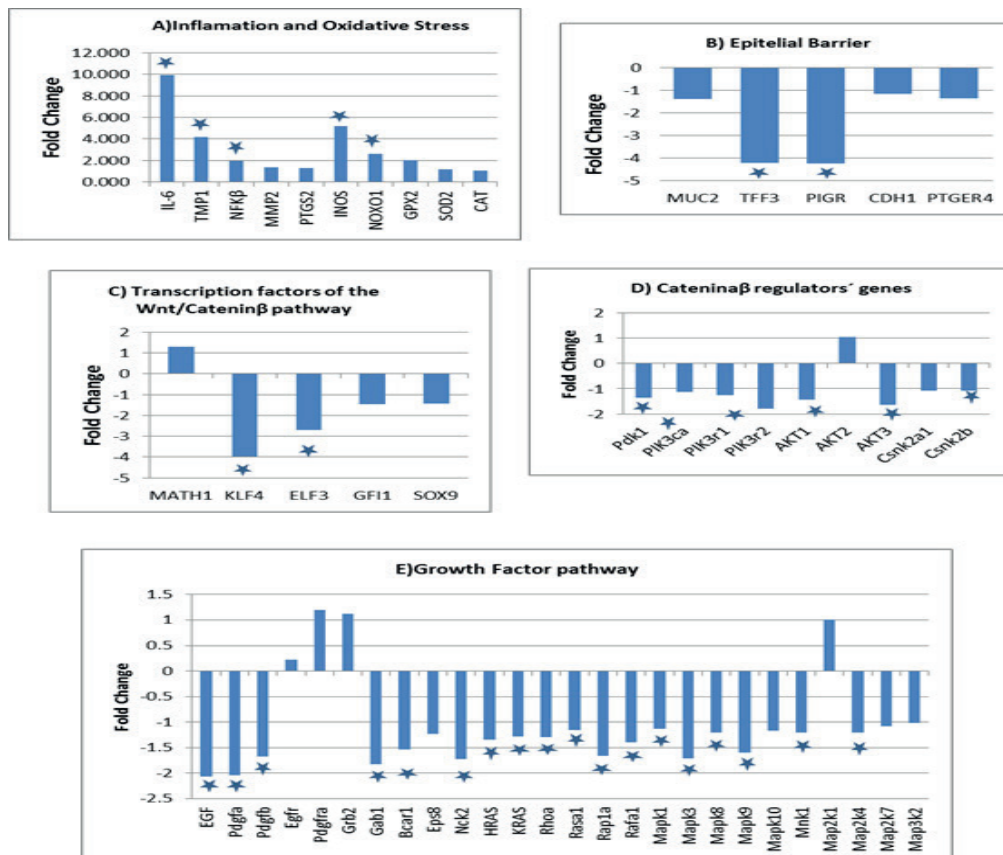 A)Inflamation and Oxidative Stress
Fold Change
12.000
10.000
8.000
6.000
4.000
2.000
0.000
IL-6
TMP1
NFKβ
MMP2
PTGS2
INOS
NOXO1
GPX2
SOD2
CAT
B) Epitelial Barrier
Fold Change
0
-1
-2
-3
-4
-5
MUC2 TFF3 PIGR CDH1 PTGER4
C) Transcription factors of the
Wnt/Cateninβ pathway
Fold Change
2
1
0
-1
-2
-3
-4
-5
MATH1 KLF4 ELF3 GFI1 SOX9
D) Cateninaβ regulators´ genes
Fold Change
2
1
0
-1
-2
Pdk1
PIK3ca
PIK3r1
PIK3r2
AKT1
AKT2
AKT3
Csnk2a1
Csnk2b
E)Growth Factor pathway
Fold Change
1.5
1
0.5
0
-0.5
-1
-1.5
-2
-2.5
EGF
Pdgfa
Pdgfb
Egfr
Pdgfra
Grb2
Gab1
Bcar1
Eps8
Nck2
HRAS
KRAS
Rhoa
Rasa1
Rap1a
Rafa1
Mapk1
Mapk3
Mapk8
Mapk9
Mapk10
Mnk1
Map2k1
Map2k4
Map2k7
Map3k2